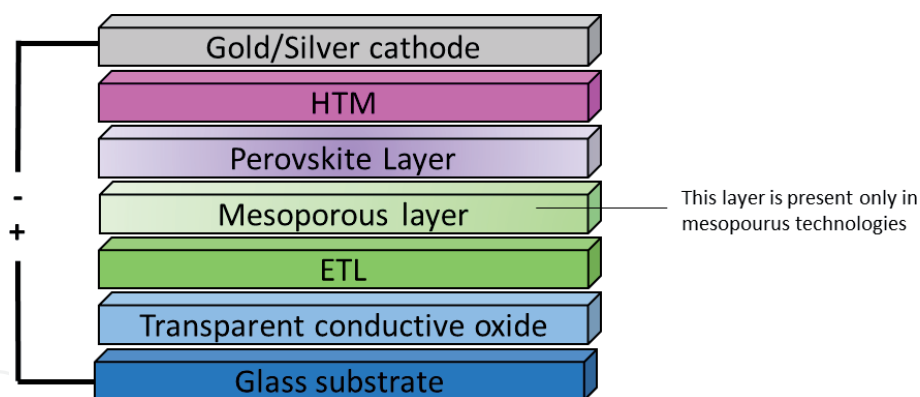 Gold/Silver cathode
HTM
Perovskite Layer
Mesoporous layer
This layer is present only in
mesopourus technologies
-
+
ETL
Transparent conductive oxide
Glass substrate